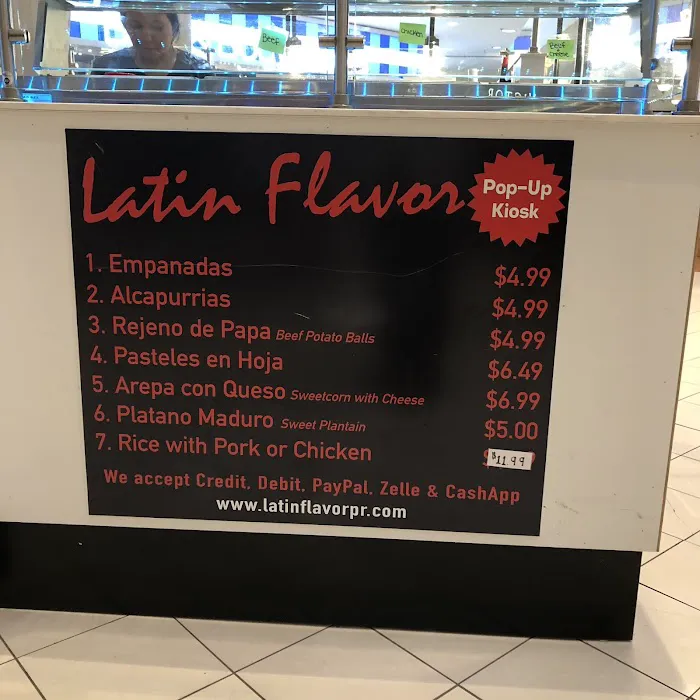 Beef
chicken
Beef & cheese
Latin Flavor
Pop-Up
Kiosk
1. Empanadas $4.99
2. Alcapurrias $4.99
3. Rejeno de Papa Beef Potato Balls $4.99
4. Pasteles en Hoja $6.49
5. Arepa con Queso Sweetcorn with Cheese $6.99
6. Platano Maduro Sweet Plantain $5.00
7. Rice with Pork or Chicken $11.99
We accept Credit, Debit, PayPal, Zelle & CashApp
www.latinflavorpr.com